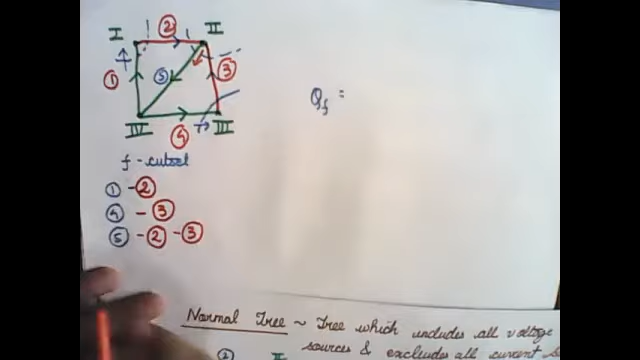 I ② II
① ⑤ ③
IIII ④ III
Qf =
f - cutset
① - ②
④ - ③
⑤ - ② - ③
Normal Tree ~ Tree which includes all voltage
sources & excludes all current